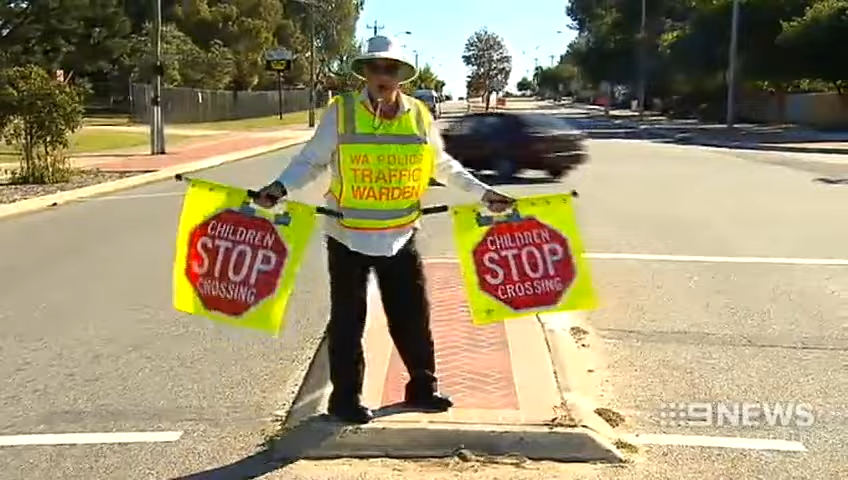 WA POLICE
TRAFFIC
WARDEN
CHILDREN
STOP
CROSSING
CHILDREN
STOP
CROSSING
9NEWS